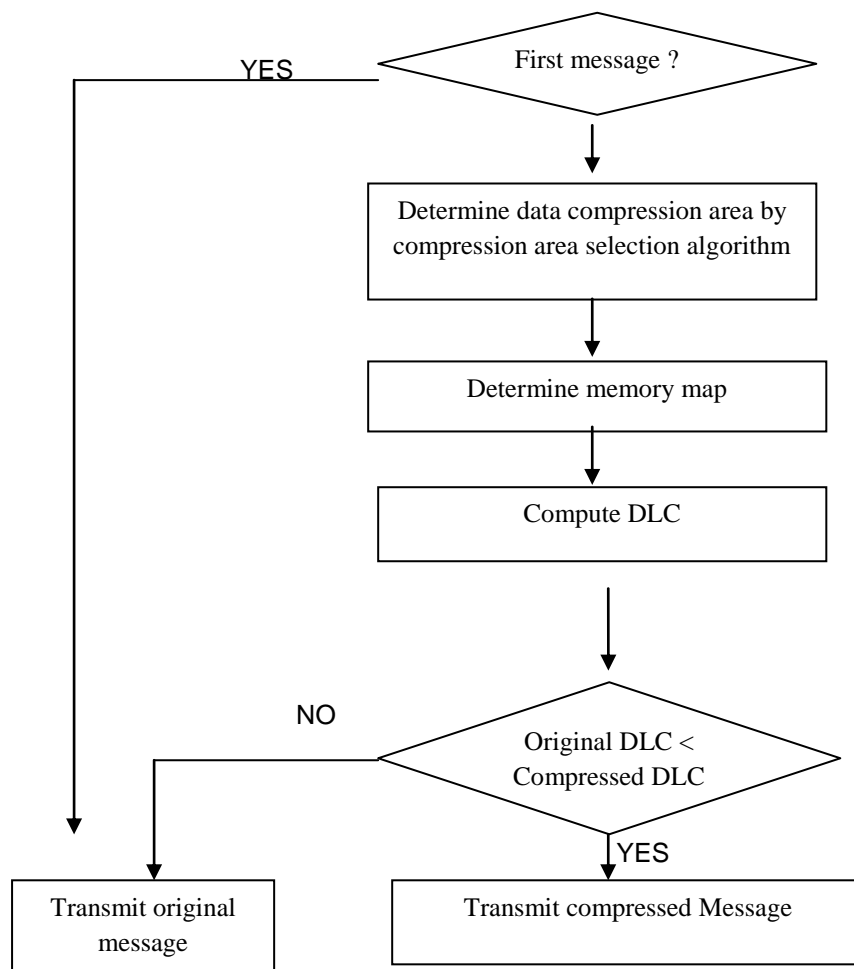 First message ?
YES
Determine data compression area by
compression area selection algorithm
Determine memory map
Compute DLC
NO
Original DLC <
Compressed DLC
YES
Transmit original
message
Transmit compressed Message